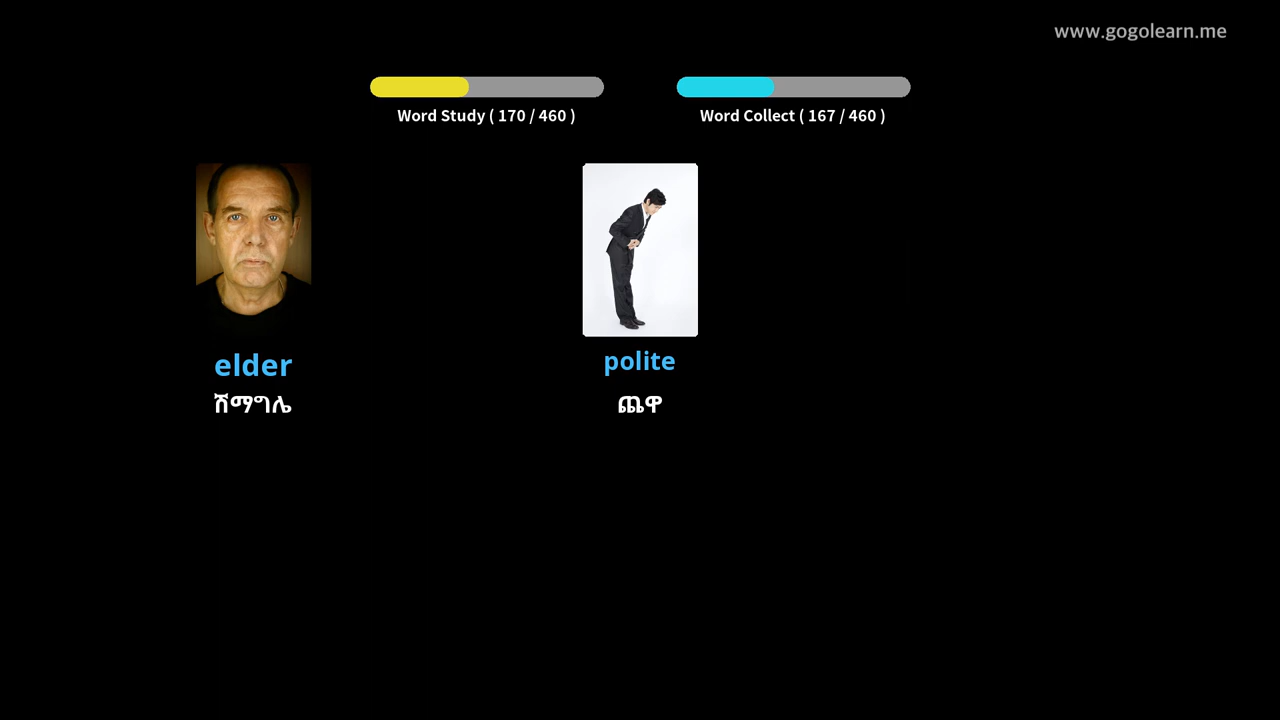 www.gogolearn.me
Word Study ( 170 / 460 )
Word Collect ( 167 / 460 )
elder
ሽማግሌ
polite
ጨዋ